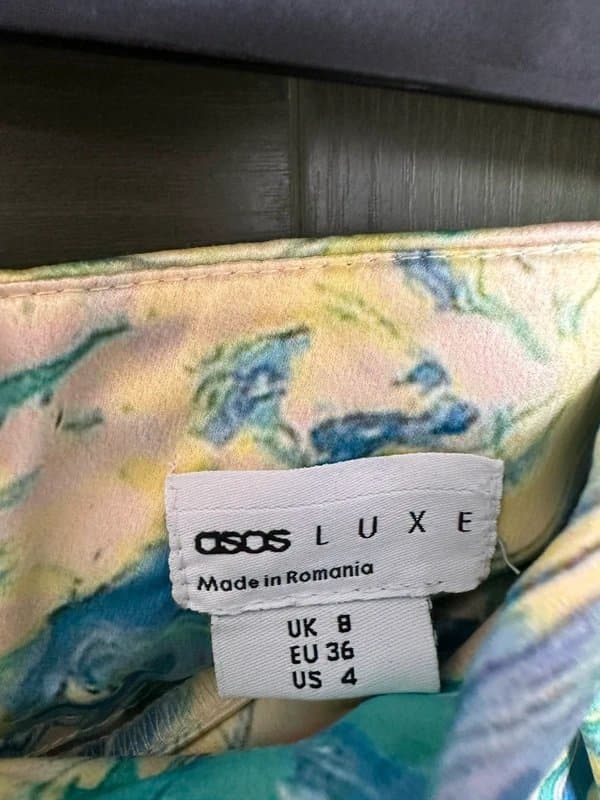 asos LUXE
Made in Romania
UK 8
EU 36
US 4